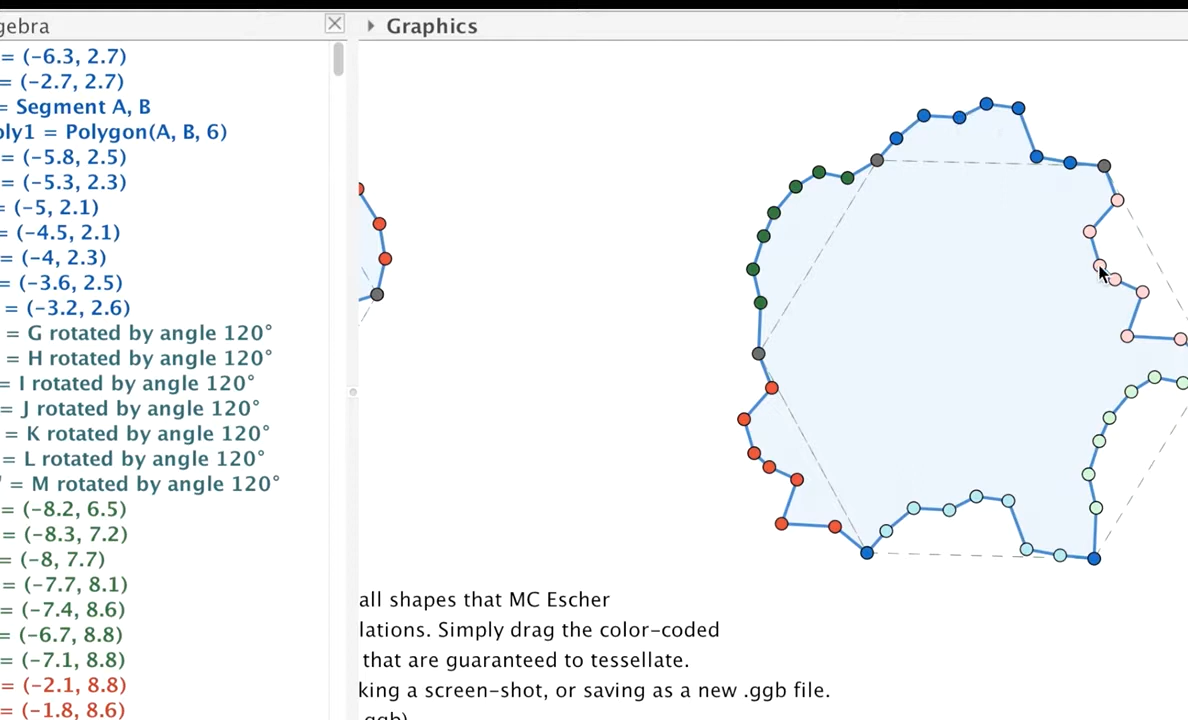 gebra
Graphics
= (-6.3, 2.7)
= (-2.7, 2.7)
= Segment A, B
oly1 = Polygon(A, B, 6)
= (-5.8, 2.5)
= (-5.3, 2.3)
= (-5, 2.1)
= (-4.5, 2.1)
= (-4, 2.3)
= (-3.6, 2.5)
= (-3.2, 2.6)
= G rotated by angle 120°
= H rotated by angle 120°
= I rotated by angle 120°
= J rotated by angle 120°
= K rotated by angle 120°
= L rotated by angle 120°
' = M rotated by angle 120°
= (-8.2, 6.5)
= (-8.3, 7.2)
= (-8, 7.7)
= (-7.7, 8.1)
= (-7.4, 8.6)
= (-6.7, 8.8)
= (-7.1, 8.8)
= (-2.1, 8.8)
= (-1.8, 8.6)
all shapes that MC Escher
lations. Simply drag the color-coded
that are guaranteed to tessellate.
king a screen-shot, or saving as a new .ggb file.
ggb)